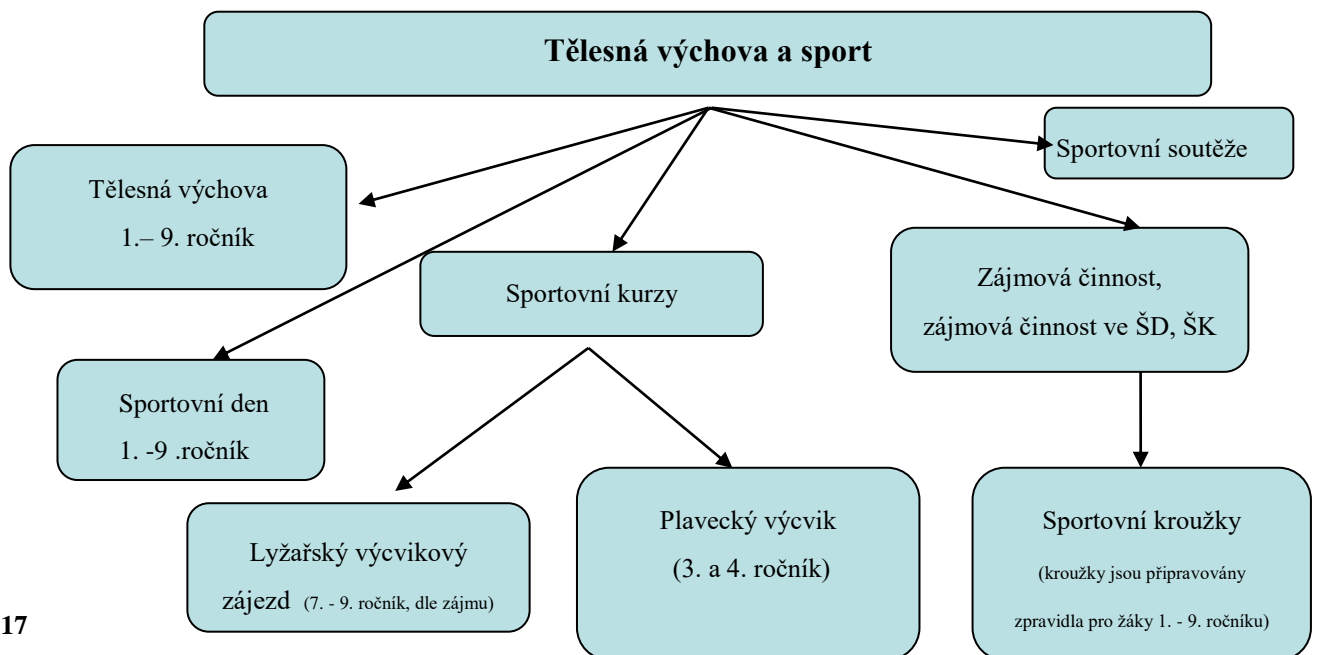 Tělesná výchova a sport
Sportovní soutěže
Tělesná výchova
1.– 9. ročník
Sportovní kurzy
Zájmová činnost,
zájmová činnost ve ŠD, ŠK
Sportovní den
1. -9 .ročník
Lyžařský výcvikový
zájezd (7. - 9. ročník, dle zájmu)
Plavecký výcvik
(3. a 4. ročník)
Sportovní kroužky
(kroužky jsou připravovány
zpravidla pro žáky 1. - 9. ročníku)
17